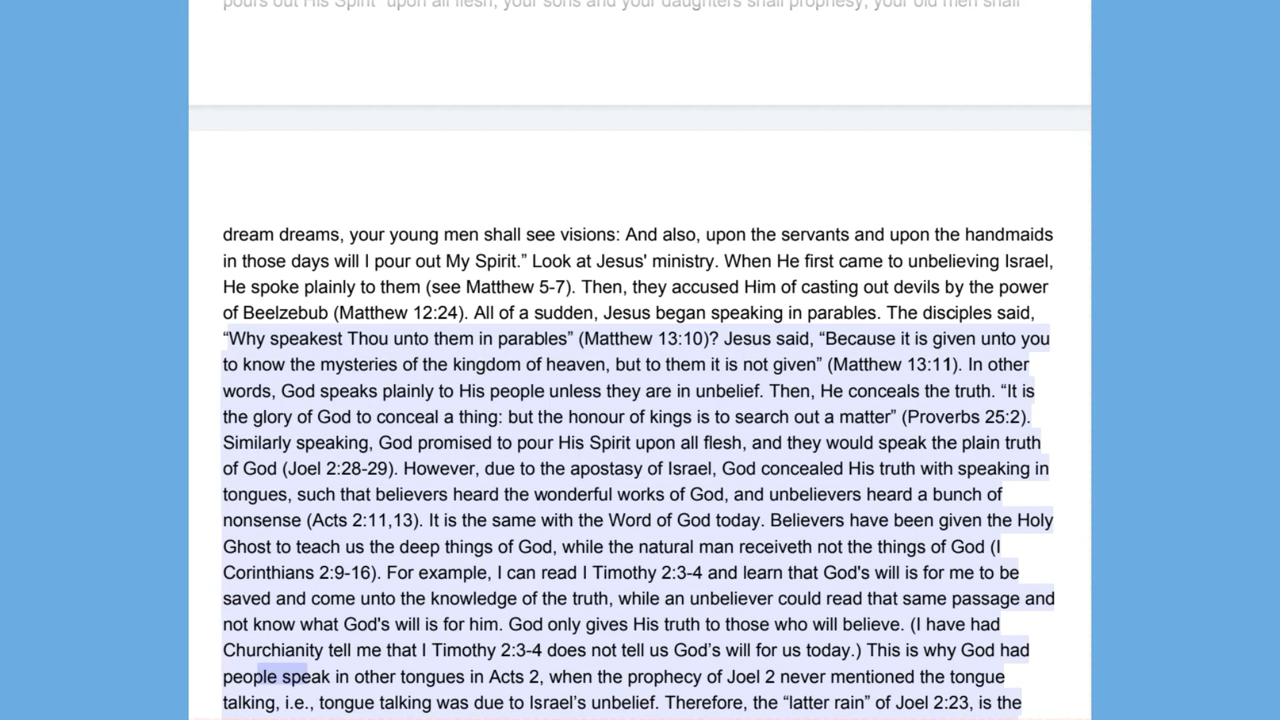 pours out His Spirit “upon all flesh; your sons and your daughters shall prophesy; your old men shall
dream dreams, your young men shall see visions: And also, upon the servants and upon the handmaids
in those days will I pour out My Spirit.” Look at Jesus' ministry. When He first came to unbelieving Israel,
He spoke plainly to them (see Matthew 5-7). Then, they accused Him of casting out devils by the power
of Beelzebub (Matthew 12:24). All of a sudden, Jesus began speaking in parables. The disciples said,
“Why speakest Thou unto them in parables” (Matthew 13:10)? Jesus said, “Because it is given unto you
to know the mysteries of the kingdom of heaven, but to them it is not given” (Matthew 13:11). In other
words, God speaks plainly to His people unless they are in unbelief. Then, He conceals the truth. “It is
the glory of God to conceal a thing: but the honour of kings is to search out a matter” (Proverbs 25:2).
Similarly speaking, God promised to pour His Spirit upon all flesh, and they would speak the plain truth
of God (Joel 2:28-29). However, due to the apostasy of Israel, God concealed His truth with speaking in
tongues, such that believers heard the wonderful works of God, and unbelievers heard a bunch of
nonsense (Acts 2:11,13). It is the same with the Word of God today. Believers have been given the Holy
Ghost to teach us the deep things of God, while the natural man receiveth not the things of God (I
Corinthians 2:9-16). For example, I can read I Timothy 2:3-4 and learn that God's will is for me to be
saved and come unto the knowledge of the truth, while an unbeliever could read that same passage and
not know what God's will is for him. God only gives His truth to those who will believe. (I have had
Churchianity tell me that I Timothy 2:3-4 does not tell us God’s will for us today.) This is why God had
people speak in other tongues in Acts 2, when the prophecy of Joel 2 never mentioned the tongue
talking, i.e., tongue talking was due to Israel’s unbelief. Therefore, the “latter rain” of Joel 2:23, is the